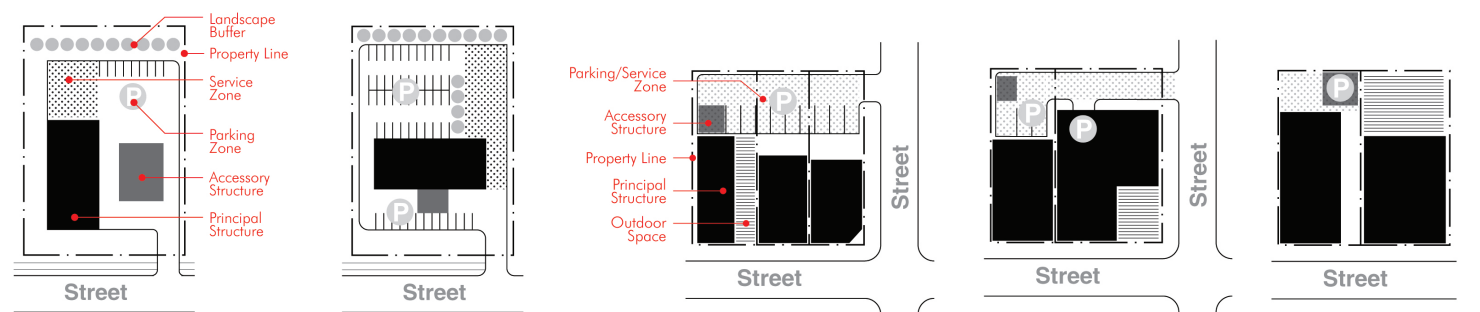 Landscape
Buffer
Property Line
Service
Zone
P
Parking
Zone
Accessory
Structure
Principal
Structure
Street
P
P
Street
Parking/Service
Zone
P
Accessory
Structure
Property Line
Principal
Structure
Outdoor
Space
Street
Street
P
P
Street
Street
P
Street